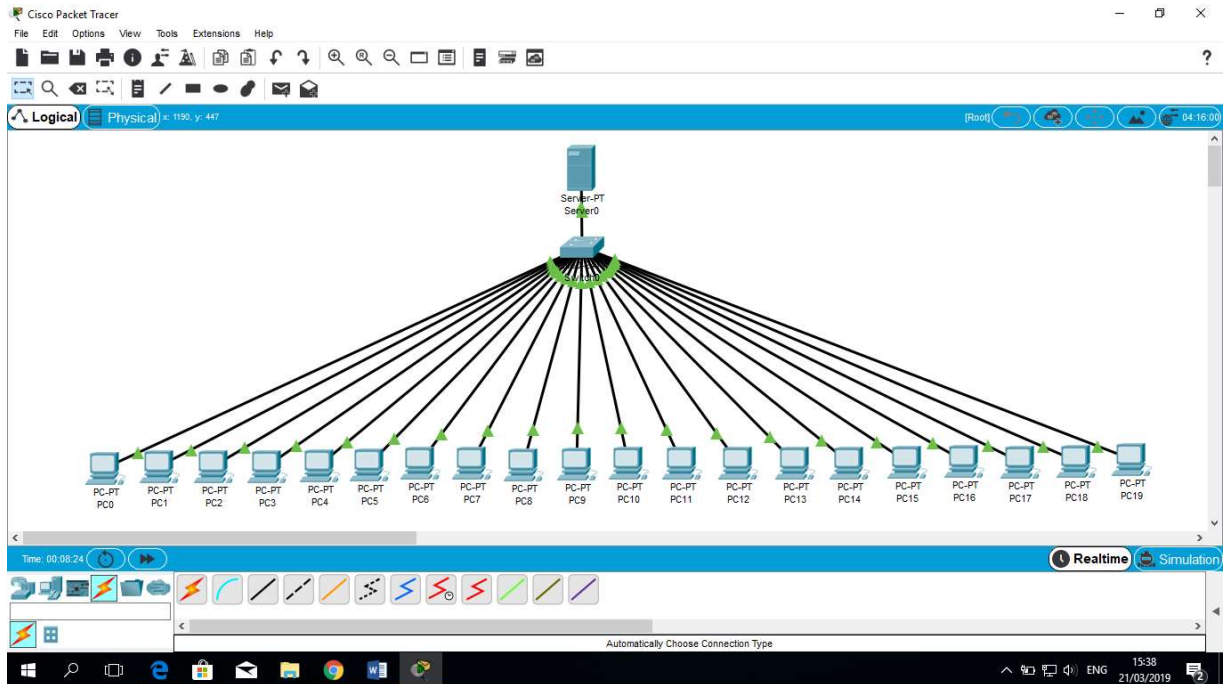 Cisco Packet Tracer
File Edit Options View Tools Extensions Help
Logical Physical x: 1190, y: 447 [Root] 04:16:00
Server-PT
Server0
Switch0
PC-PT PC-PT PC-PT PC-PT PC-PT PC-PT PC-PT PC-PT PC-PT PC-PT PC-PT PC-PT PC-PT PC-PT PC-PT PC-PT PC-PT PC-PT PC-PT PC-PT
PC0 PC1 PC2 PC3 PC4 PC5 PC6 PC7 PC8 PC9 PC10 PC11 PC12 PC13 PC14 PC15 PC16 PC17 PC18 PC19
Time: 00:08:24 Realtime Simulation
Automatically Choose Connection Type
ENG 15:38
21/03/2019 2